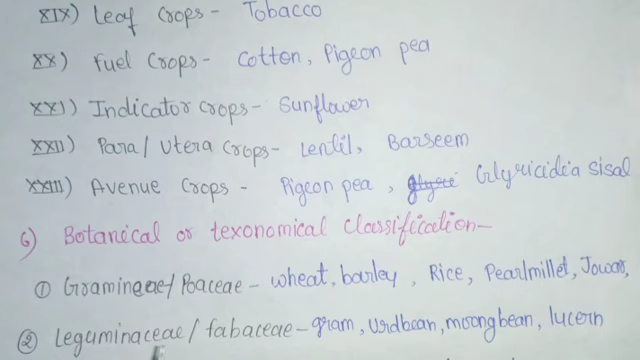 XIX) Leaf Crops- Tobacco
XX) Fuel Crops- Cotton, Pigeon pea
XXI) Indicator crops- Sunflower
XXII) Para/Utera crops- Lentil, Barseem
XXIII) Avenue Crops - Pigeon pea, Glyricidia sisal
6) Botanical or texonomical classification-
① Graminaeae/Poaceae - wheat, barley, Rice, Pearlmillet, Jowar,
② Leguminaceae/fabaceae - gram, Urdbean, moongbean, lucern